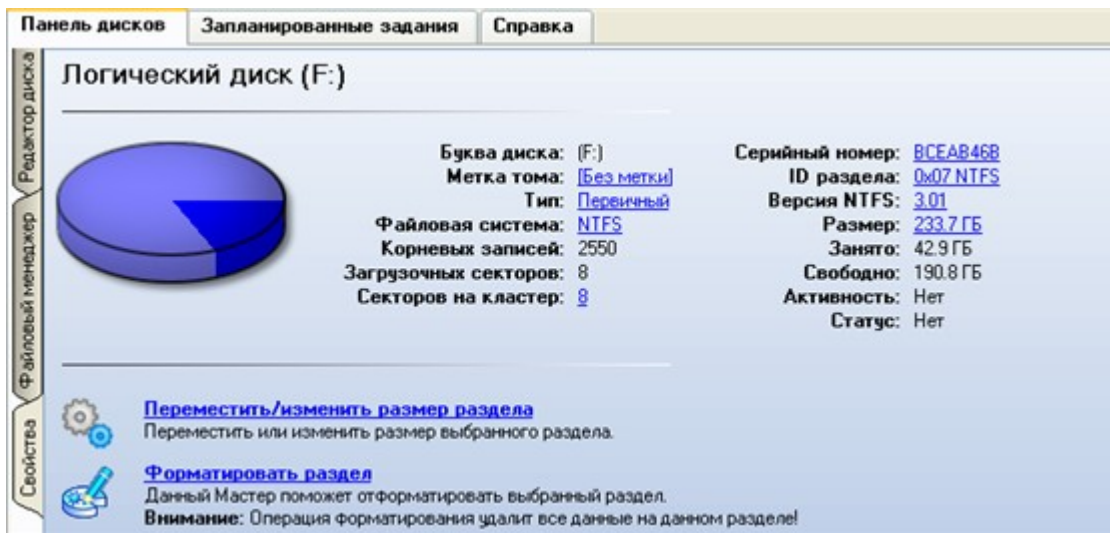 Панель дисков
Запланированные задания
Справка
Редактор диска
Файловый менеджер
Свойства
Логический диск (F:)
Буква диска: (F:)
Метка тома: [Без метки]
Тип: Первичный
Файловая система: NTFS
Корневых записей: 2550
Загрузочных секторов: 8
Секторов на кластер: 8
Серийный номер: BCEAB46B
ID раздела: 0x07 NTFS
Версия NTFS: 3.01
Размер: 233.7 ГБ
Занято: 42.9 ГБ
Свободно: 190.8 ГБ
Активность: Нет
Статус: Нет
Переместить/изменить размер раздела
Переместить или изменить размер выбранного раздела.
Форматировать раздел
Данный Мастер поможет отформатировать выбранный раздел.
Внимание: Операция форматирования удалит все данные на данном разделе!